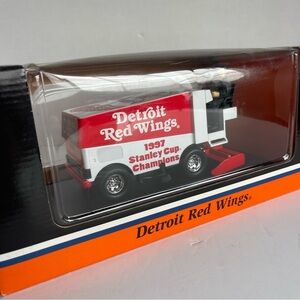 Detroit
Red Wings®
1997
Stanley Cup
Champions
Detroit Red Wings®